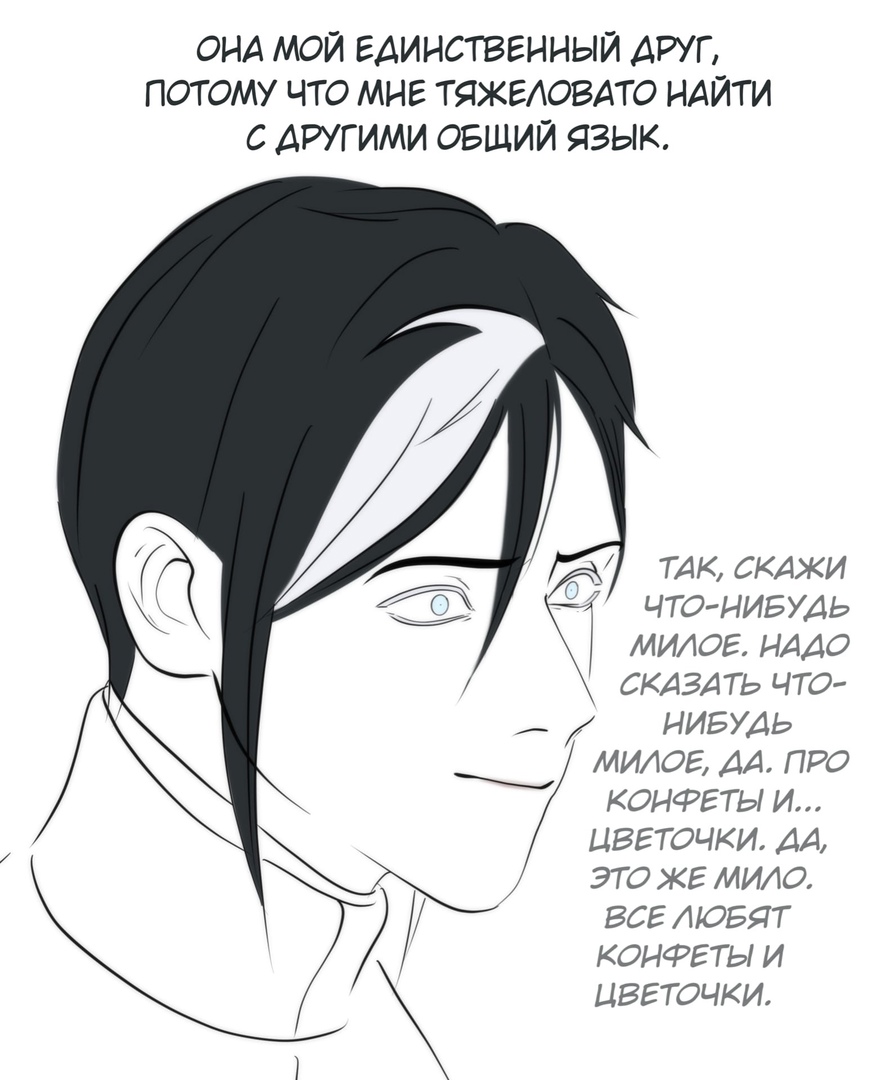 ОНА МОЙ ЕДИНСТВЕННЫЙ ДРУГ,
ПОТОМУ ЧТО МНЕ ТЯЖЕЛОВАТО НАЙТИ
С ДРУГИМИ ОБЩИЙ ЯЗЫК.
ТАК, СКАЖИ
ЧТО-НИБУДЬ
МИЛОЕ. НАДО
СКАЗАТЬ ЧТО-
НИБУДЬ
МИЛОЕ, ДА. ПРО
КОНФЕТЫ И...
ЦВЕТОЧКИ. ДА,
ЭТО ЖЕ МИЛО.
ВСЕ ЛЮБЯТ
КОНФЕТЫ И
ЦВЕТОЧКИ.